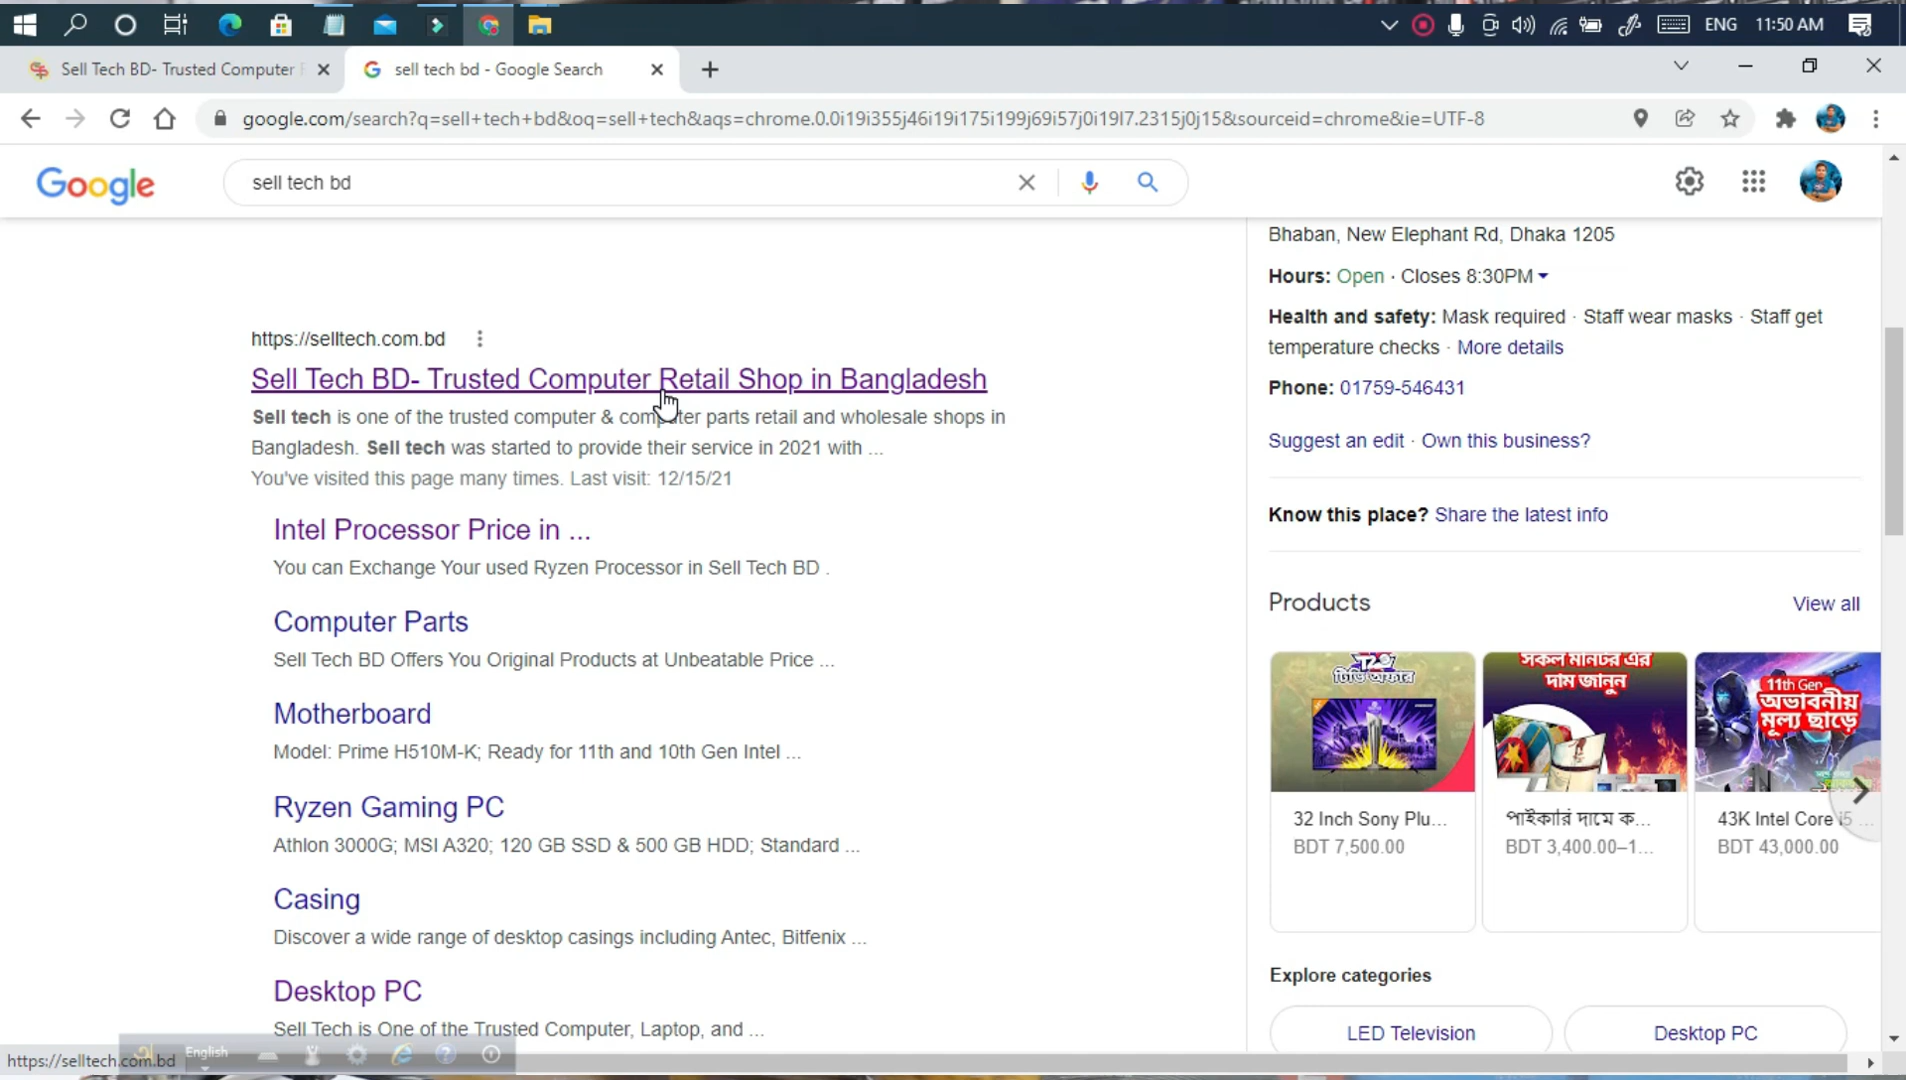 ENG 11:50 AM
Sell Tech BD- Trusted Computer
sell tech bd - Google Search
google.com/search?q=sell+tech+bd&oq=sell+tech&aqs=chrome.0.0i19i355j46i19i175i199j69i57j0i19l7.2315j0j15&sourceid=chrome&ie=UTF-8
Google
sell tech bd
https://selltech.com.bd
Sell Tech BD- Trusted Computer Retail Shop in Bangladesh
Sell tech is one of the trusted computer & computer parts retail and wholesale shops in
Bangladesh. Sell tech was started to provide their service in 2021 with ...
You've visited this page many times. Last visit: 12/15/21
Intel Processor Price in ...
You can Exchange Your used Ryzen Processor in Sell Tech BD .
Computer Parts
Sell Tech BD Offers You Original Products at Unbeatable Price ...
Motherboard
Model: Prime H510M-K; Ready for 11th and 10th Gen Intel ...
Ryzen Gaming PC
Athlon 3000G; MSI A320; 120 GB SSD & 500 GB HDD; Standard ...
Casing
Discover a wide range of desktop casings including Antec, Bitfenix ...
Desktop PC
Sell Tech is One of the Trusted Computer, Laptop, and ...
English
https://selltech.com.bd
Bhaban, New Elephant Rd, Dhaka 1205
Hours: Open · Closes 8:30PM
Health and safety: Mask required · Staff wear masks · Staff get
temperature checks · More details
Phone: 01759-546431
Suggest an edit · Own this business?
Know this place? Share the latest info
Products
View all
T20
সকল মনিটর এর
দাম জানুন
11th Gen
অভাবনীয়
মূল্য ছাড়ে
32 Inch Sony Plu...
BDT 7,500.00
পাইকারি দামে ক...
BDT 3,400.00–1...
43K Intel Core i5 ...
BDT 43,000.00
Explore categories
LED Television
Desktop PC